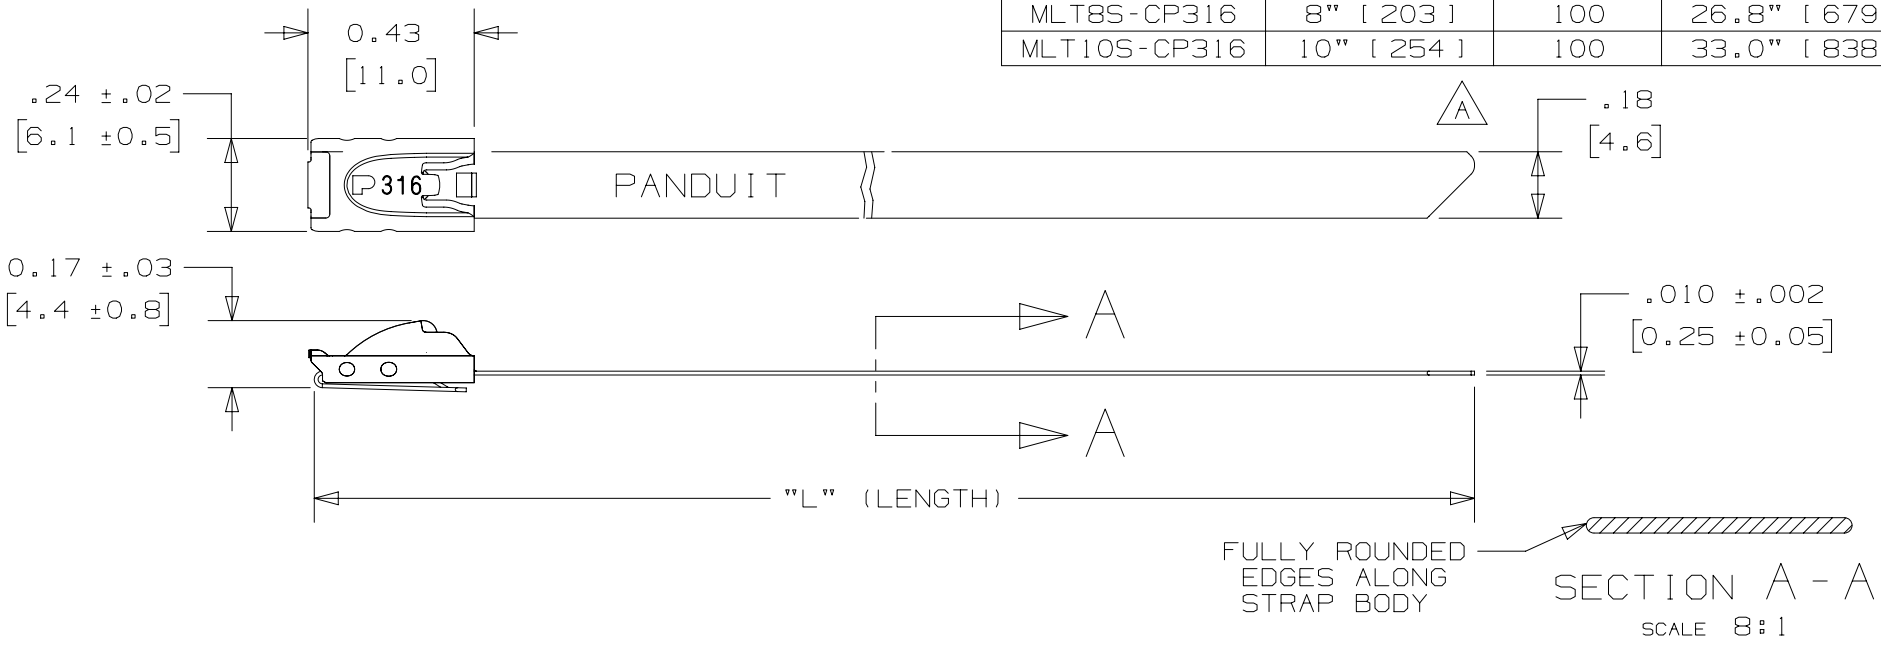 MLT8S-CP316 8" [ 203 ] 100 26.8" [ 679
MLT10S-CP316 10" [ 254 ] 100 33.0" [ 838
0.43
[11.0]
.24 ±.02
[6.1 ±0.5]
A
.18
[4.6]
P 316
PANDUIT
0.17 ±.03
[4.4 ±0.8]
A
.010 ±.002
[0.25 ±0.05]
A
"L" (LENGTH)
FULLY ROUNDED
EDGES ALONG
STRAP BODY
SECTION A-A
SCALE 8:1